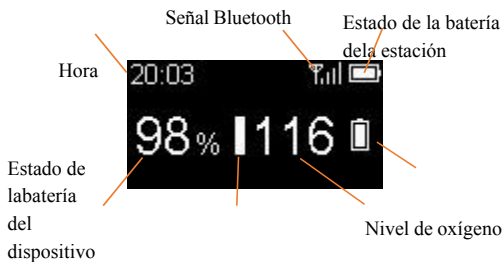 Señal Bluetooth
Estado de la batería
dela estación
Hora
20:03
98% 116
Estado de
labatería
del
dispositivo
Nivel de oxígeno